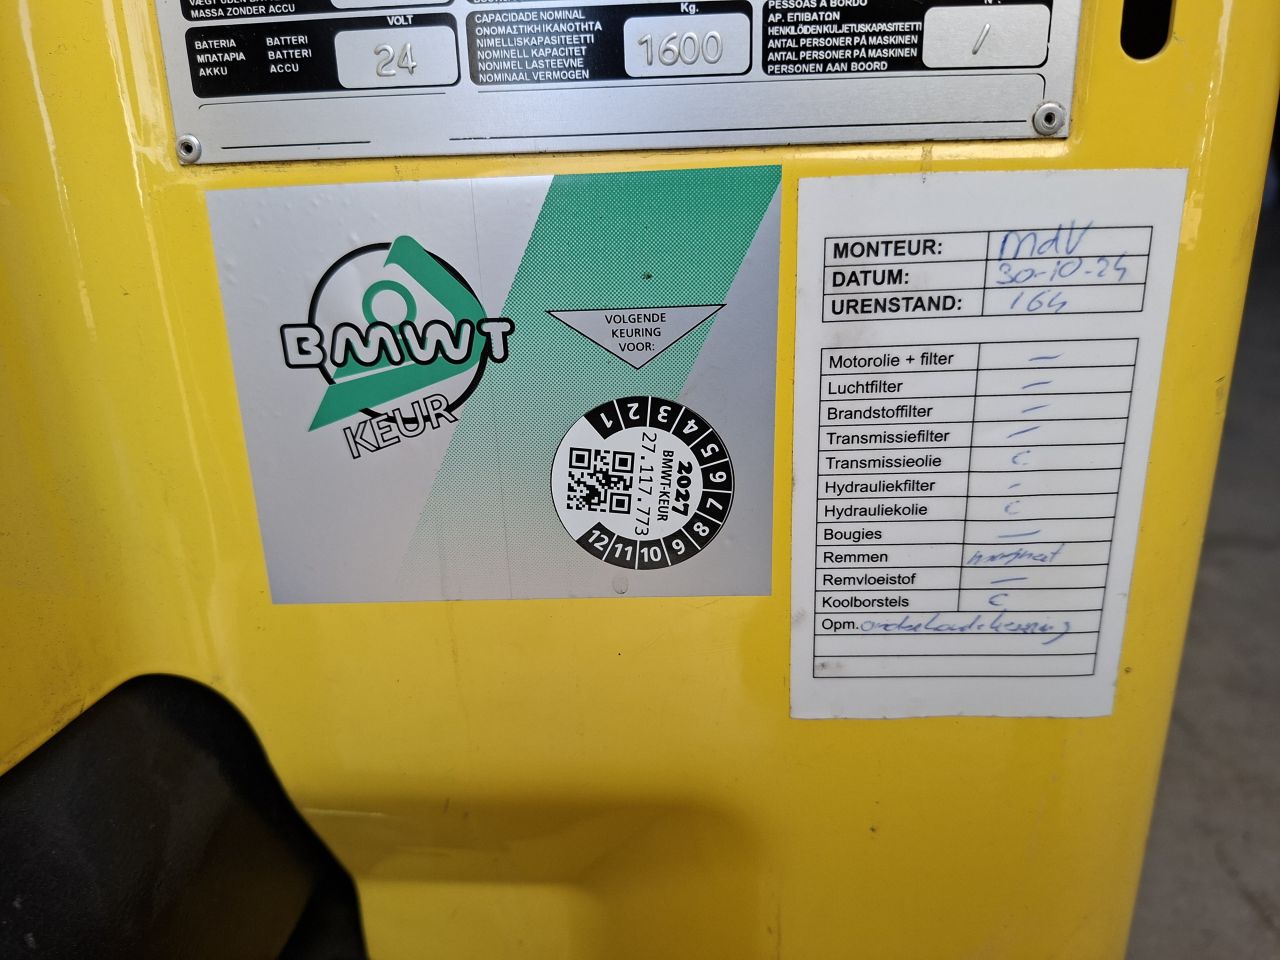 MASSA ZONDER ACCU
BATERIA BATTERI
ΜΠΑΤΑΡΙΑ BATTERI
AKKU ACCU
VOLT
24
CAPACIDADE NOMINAL
ΟΝΟΜΑΣΤΙΚΗ ΙΚΑΝΟΤΗΤΑ
NIMELLISKAPASITEETTI
NOMINELL KAPACITET
NONIMEL LASTEEVNE
NOMINAAL VERMOGEN
Kg.
1600
PESSOAS A BORDO
ΑΡ. ΕΠΙΒΑΤΩΝ
HENKILÖIDEN KULJETUSKAPASITEETTI
ANTAL PERSONER PÅ MASKINEN
ANTAL PERSONER PÅ MASKINEN
PERSONEN AAN BOORD
/
BMWT
KEUR
VOLGENDE
KEURING
VOOR:
1 2 3 4 5 6 7 8 9 10 11 12
2027
BMWT-KEUR
27.117.773
MONTEUR: MdV
DATUM: 30-10-24
URENSTAND: 164
Motorolie + filter —
Luchtfilter —
Brandstoffilter —
Transmissiefilter —
Transmissieolie C
Hydrauliekfilter -
Hydrauliekolie C
Bougies —
Remmen
Remvloeistof —
Koolborstels C
Opm.